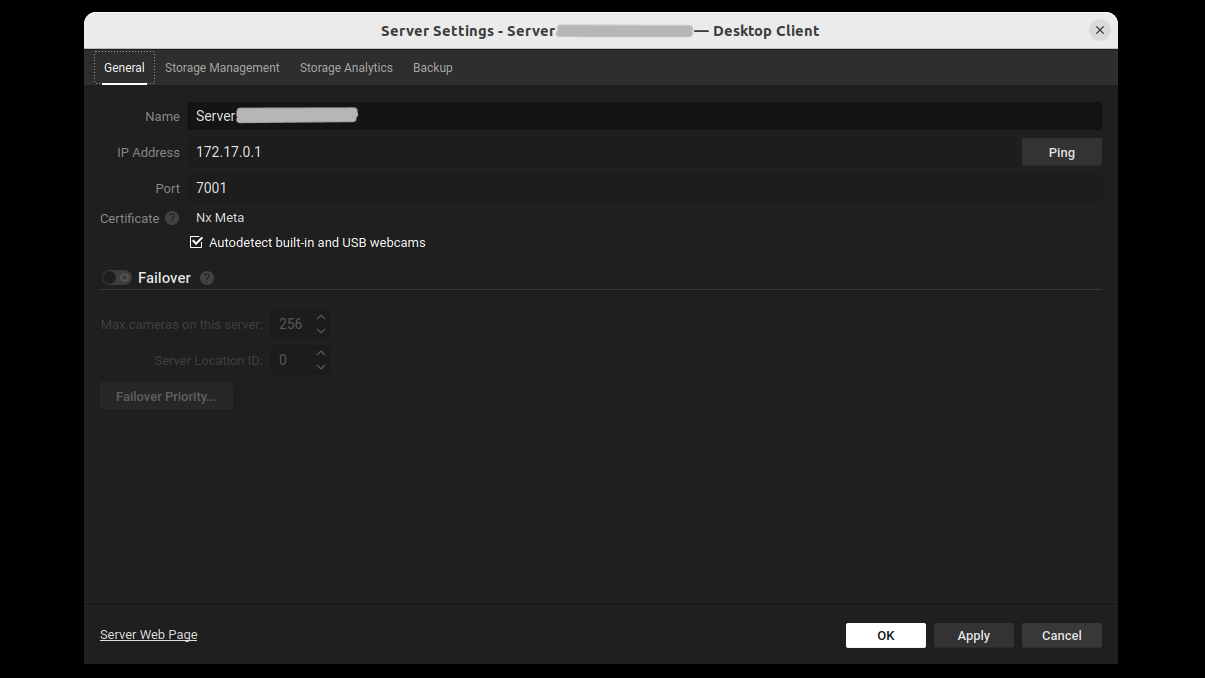 Server Settings - Server — Desktop Client
General Storage Management Storage Analytics Backup
Name Server
IP Address 172.17.0.1 Ping
Port 7001
Certificate ? Nx Meta
Autodetect built-in and USB webcams
Failover ?
Max cameras on this server: 256
Server Location ID: 0
Failover Priority...
Server Web Page OK Apply Cancel